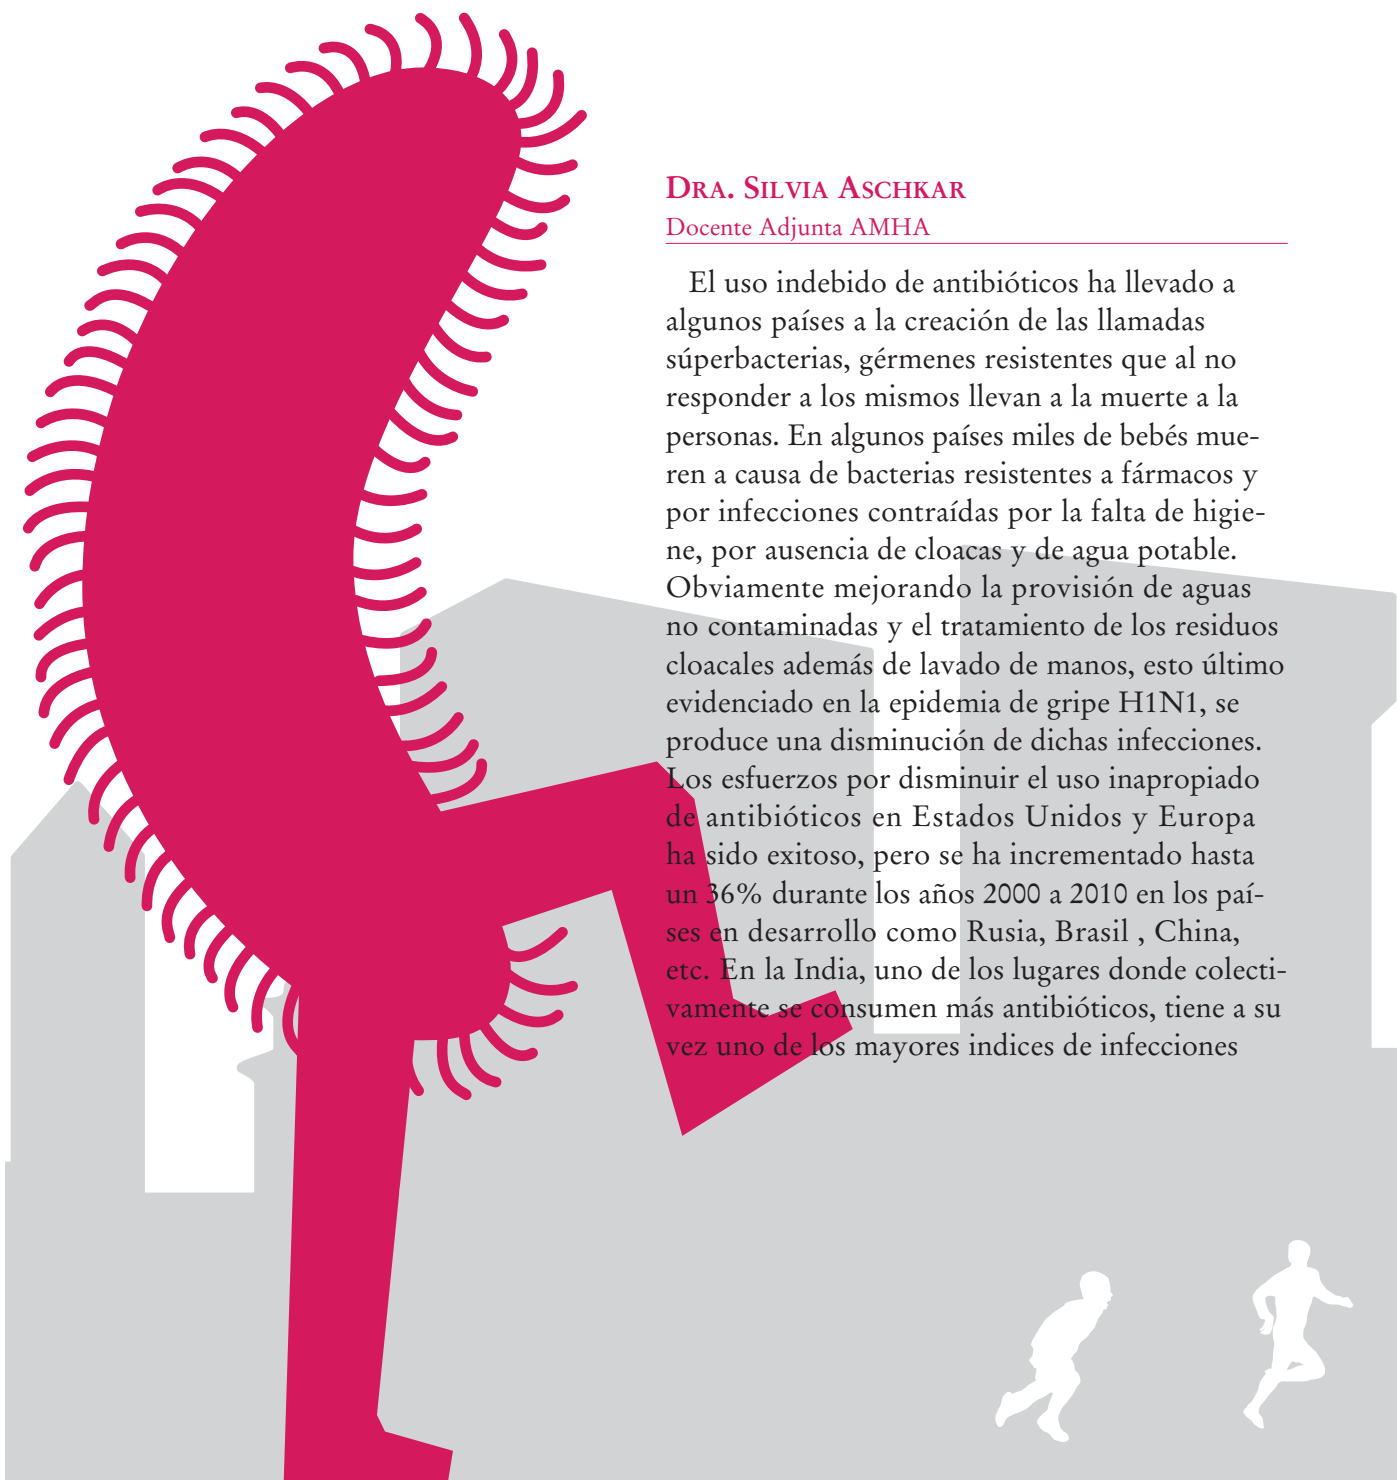 DRA. SILVIA ASCHKAR
Docente Adjunta AMHA
El uso indebido de antibióticos ha llevado a
algunos países a la creación de las llamadas
súperbacterias, gérmenes resistentes que al no
responder a los mismos llevan a la muerte a la
personas. En algunos países miles de bebés mue-
ren a causa de bacterias resistentes a fármacos y
por infecciones contraídas por la falta de higie-
ne, por ausencia de cloacas y de agua potable.
Obviamente mejorando la provisión de aguas
no contaminadas y el tratamiento de los residuos
cloacales además de lavado de manos, esto último
evidenciado en la epidemia de gripe H1N1, se
produce una disminución de dichas infecciones.
Los esfuerzos por disminuir el uso inapropiado
de antibióticos en Estados Unidos y Europa
ha sido exitoso, pero se ha incrementado hasta
un 36% durante los años 2000 a 2010 en los paí-
ses en desarrollo como Rusia, Brasil , China,
etc. En la India, uno de los lugares donde colecti-
vamente se consumen más antibióticos, tiene a su
vez uno de los mayores indices de infecciones